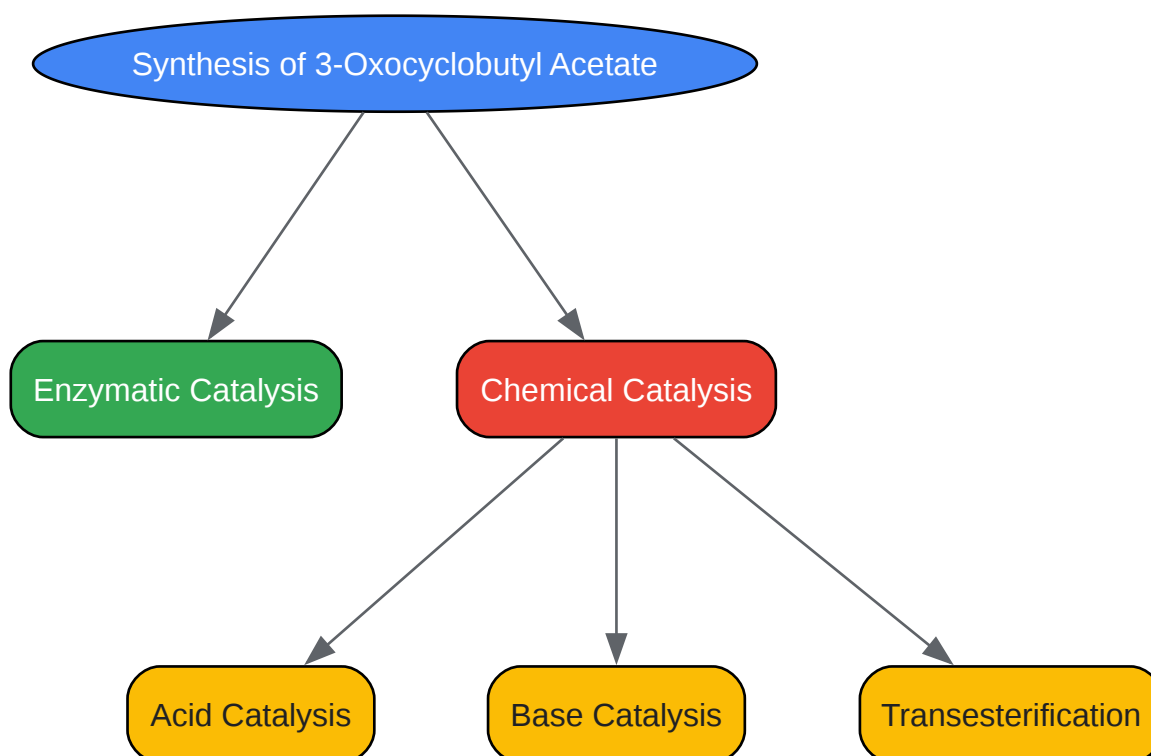 Synthesis of 3-Oxocyclobutyl Acetate
Enzymatic Catalysis
Chemical Catalysis
Acid Catalysis
Base Catalysis
Transesterification